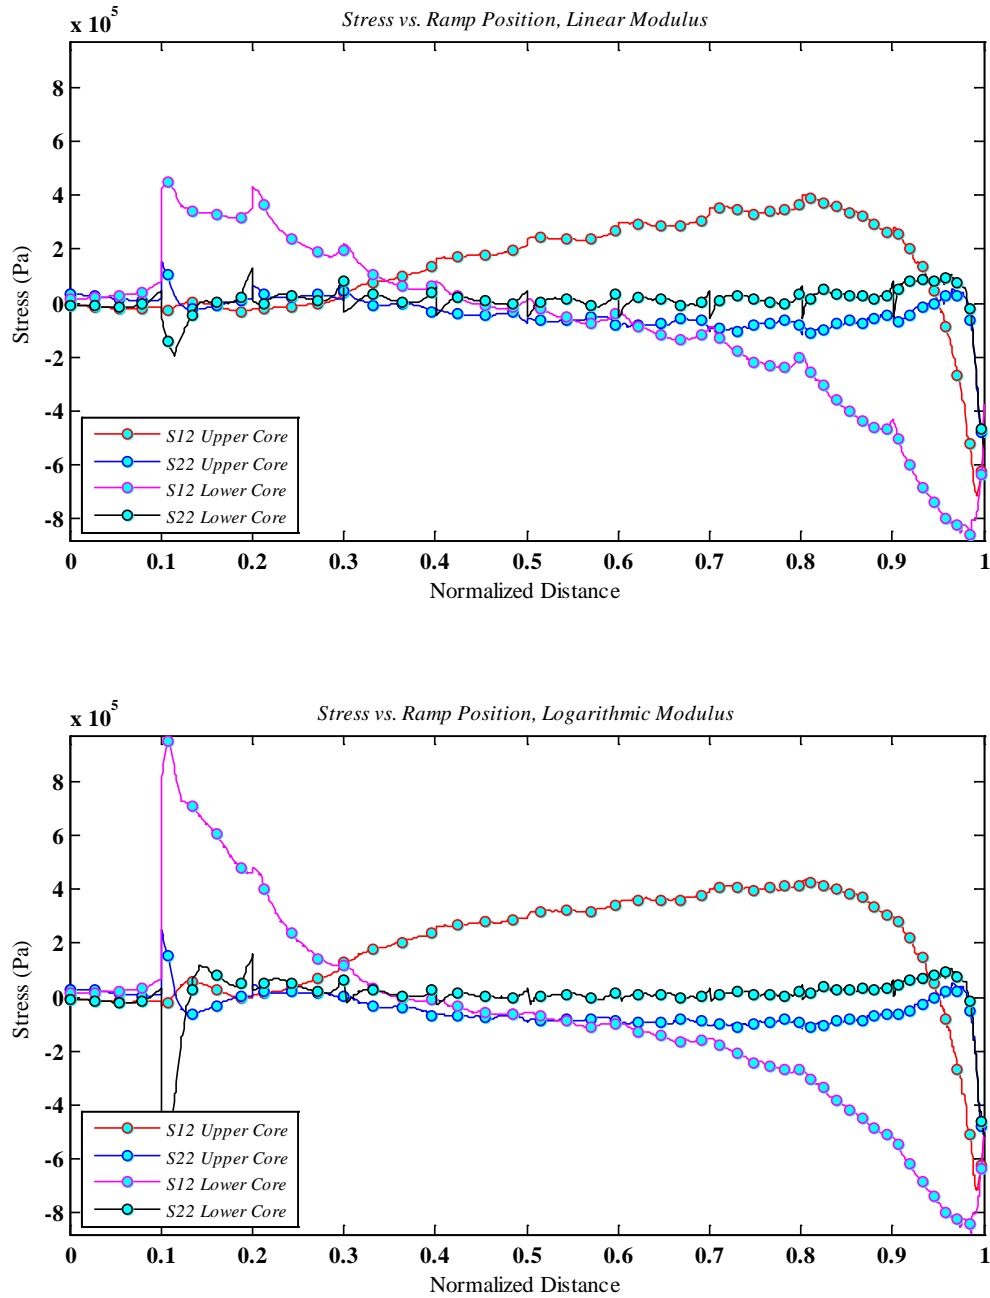 x 10^5
Stress vs. Ramp Position, Linear Modulus
8
6
4
2
0
-2
-4
-6
-8
Stress (Pa)
S12 Upper Core
S22 Upper Core
S12 Lower Core
S22 Lower Core
0 0.1 0.2 0.3 0.4 0.5 0.6 0.7 0.8 0.9 1
Normalized Distance
x 10^5
Stress vs. Ramp Position, Logarithmic Modulus
8
6
4
2
0
-2
-4
-6
-8
Stress (Pa)
S12 Upper Core
S22 Upper Core
S12 Lower Core
S22 Lower Core
0 0.1 0.2 0.3 0.4 0.5 0.6 0.7 0.8 0.9 1
Normalized Distance